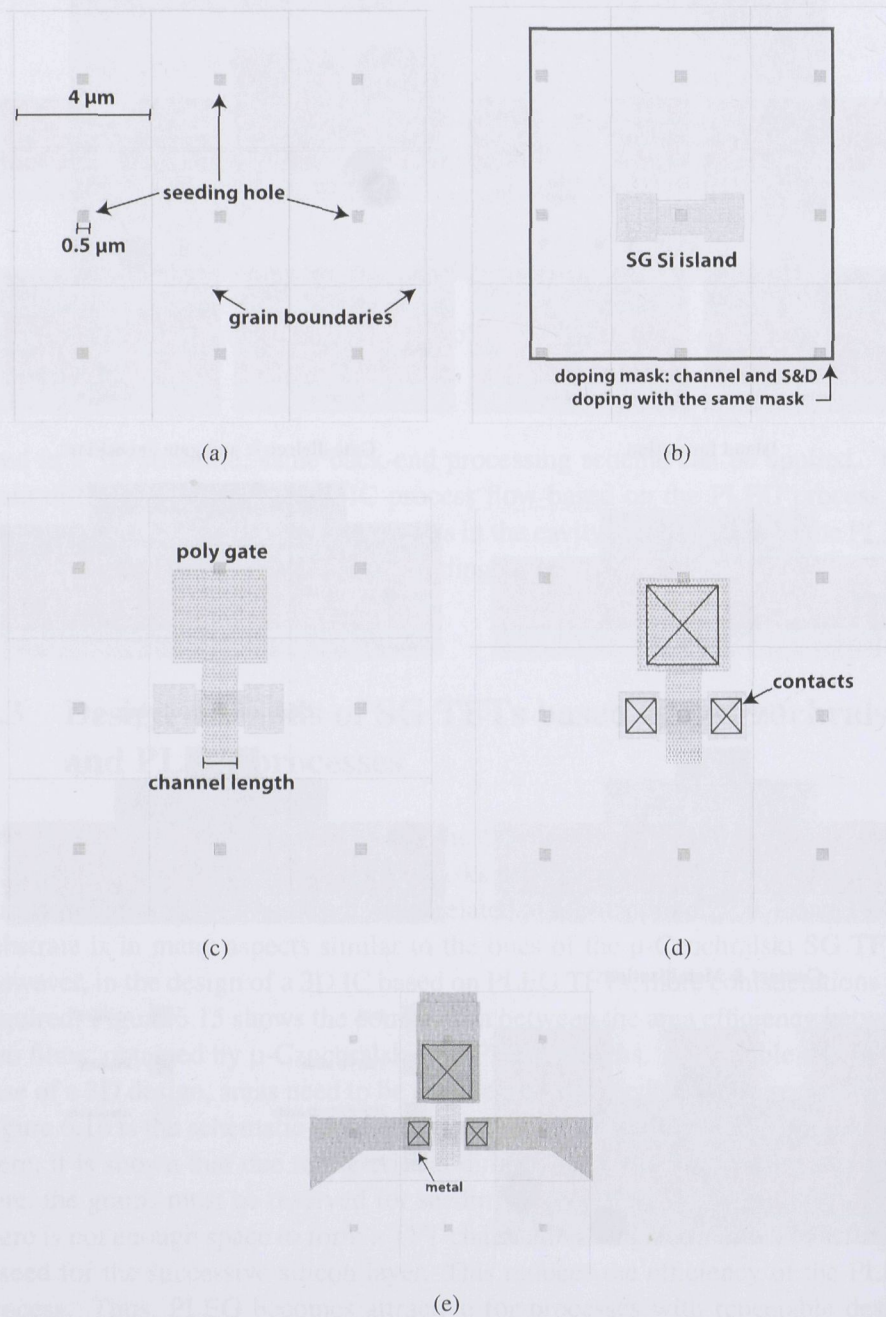 4 µm
seeding hole
0.5 µm
grain boundaries
(a)
SG Si island
doping mask: channel and S&D
doping with the same mask
(b)
poly gate
channel length
(c)
contacts
(d)
metal
(e)